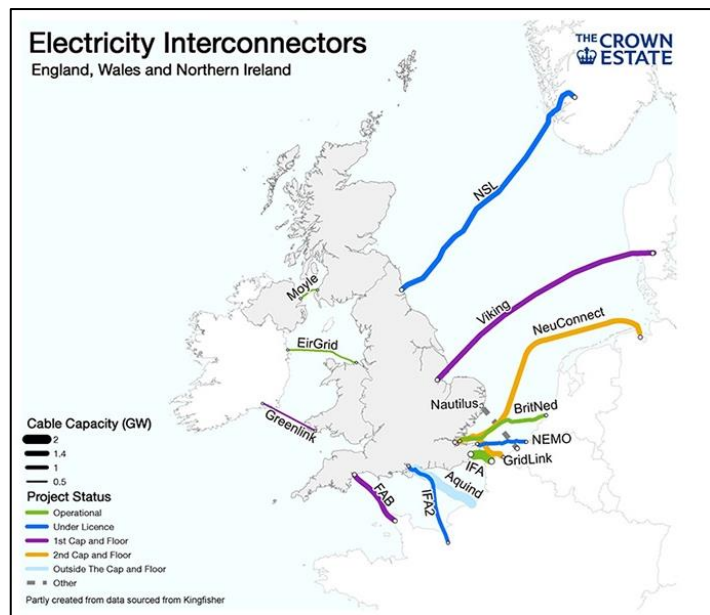 Electricity Interconnectors
England, Wales and Northern Ireland
THE CROWN
ESTATE
NSL
Moyle
Viking
NeuConnect
EirGrid
Nautilus
BritNed
Greenlink
NEMO
GridLink
IFA
Aquind
FAB
IFA2
Cable Capacity (GW)
2
1.4
1
0.5
Project Status
Operational
Under Licence
1st Cap and Floor
2nd Cap and Floor
Outside The Cap and Floor
Other
Partly created from data sourced from Kingfisher